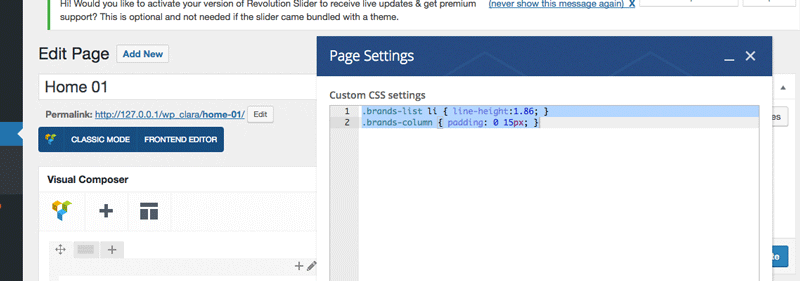 Hi! Would you like to activate your version of Revolution Slider to receive live updates & get premium
support? This is optional and not needed if the slider came bundled with a theme.
(never show this message again) X
Edit Page Add New
Home 01
Permalink: http://127.0.0.1/wp_clara/home-01/ Edit
CLASSIC MODE FRONTEND EDITOR
Visual Composer
Page Settings
Custom CSS settings
1 .brands-list li { line-height:1.86; }
2 .brands-column { padding: 0 15px; }